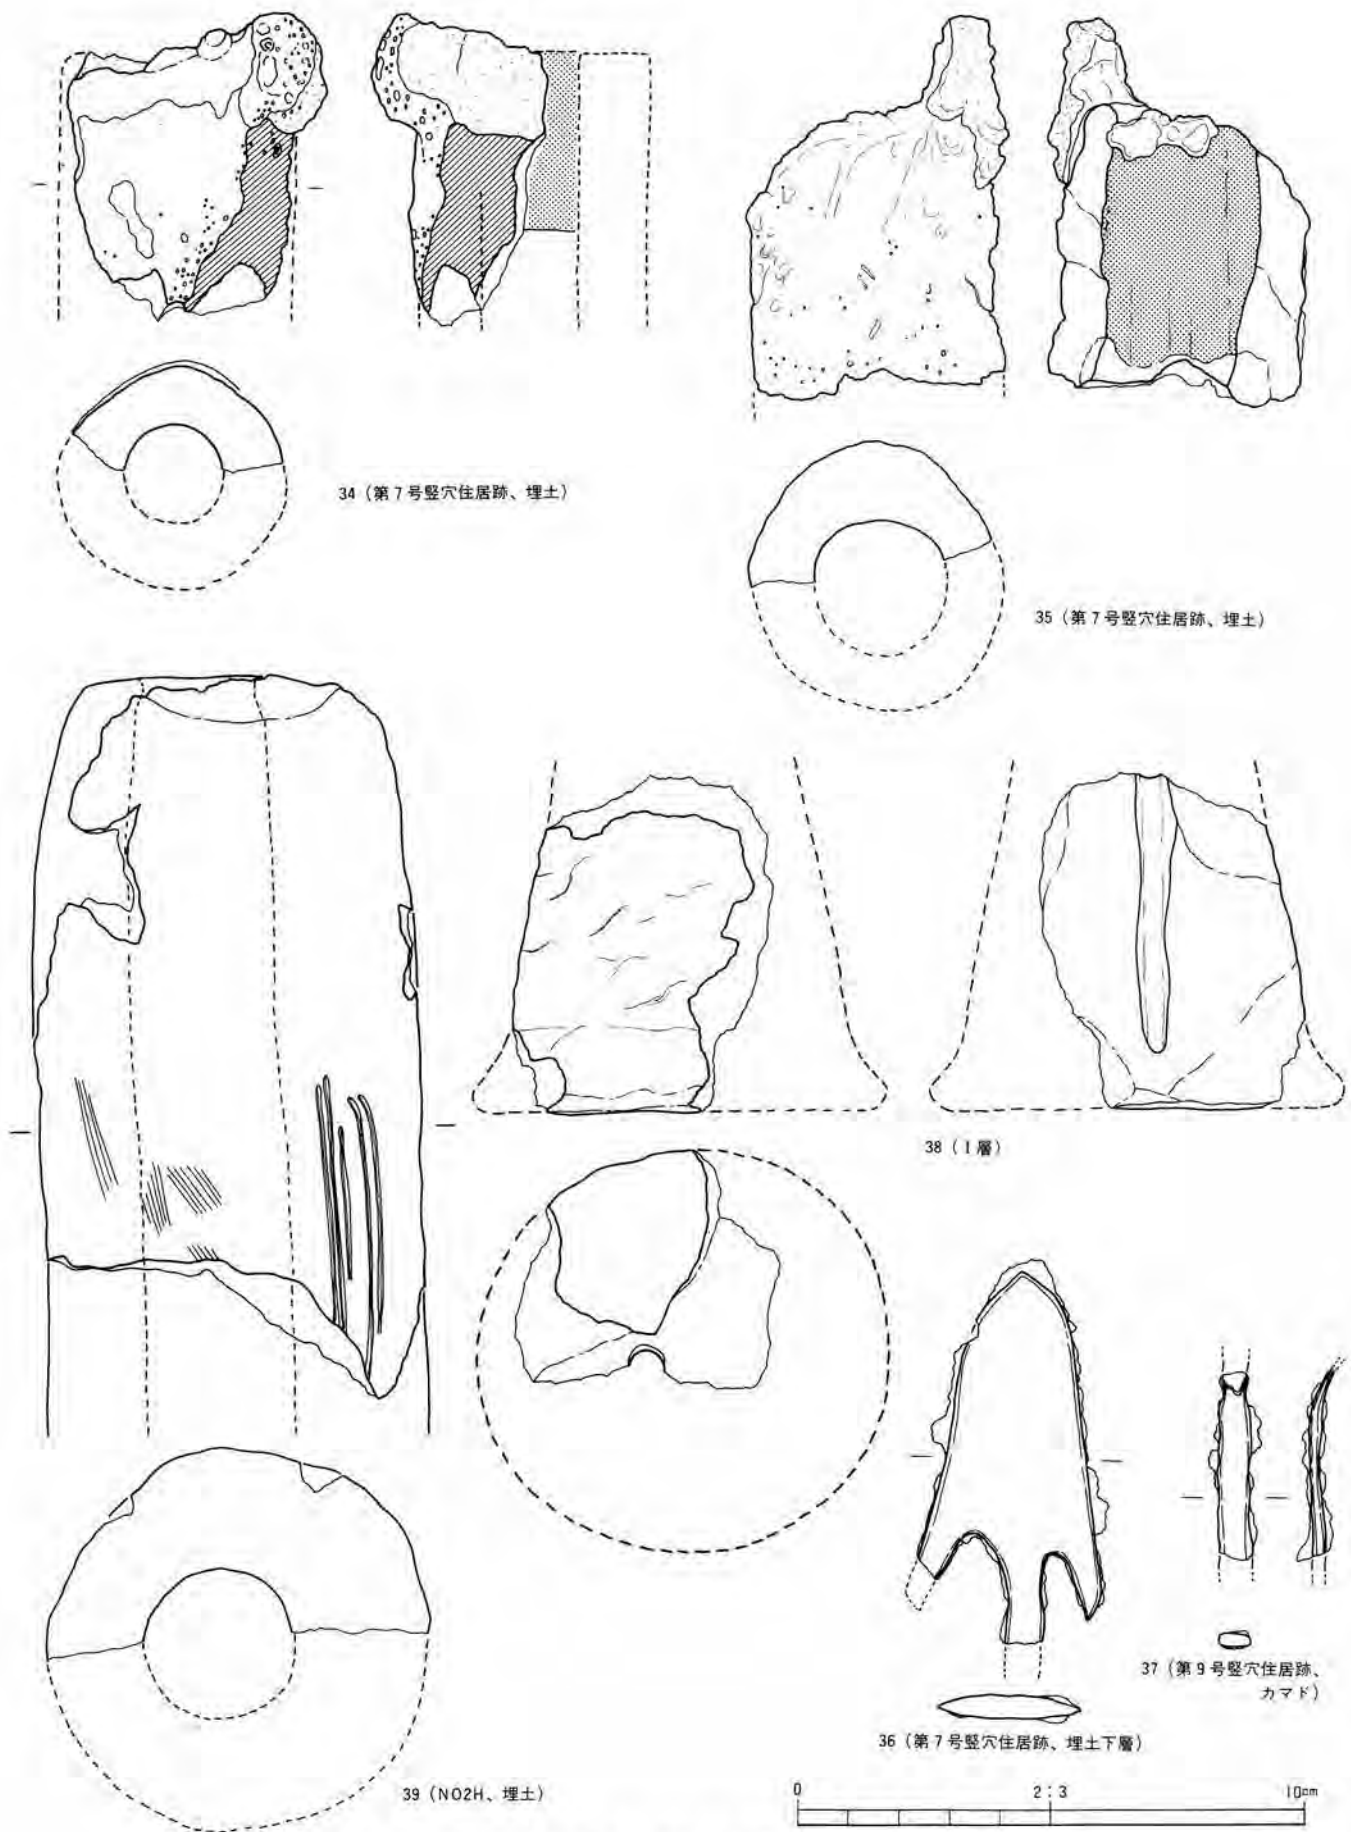 34（第7号竪穴住居跡、埋土）
35（第7号竪穴住居跡、埋土）
38（Ⅰ層）
37（第9号竪穴住居跡、
カマド）
36（第7号竪穴住居跡、埋土下層）
39（NO2H、埋土）
0 2:3 10cm